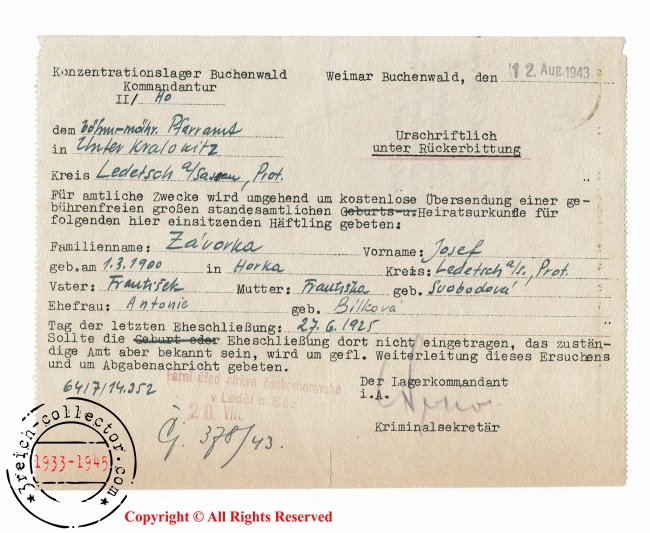 Konzentrationslager Buchenwald
Kommandantur
II/ Ho
Weimar Buchenwald, den 12. Aug. 1943
dem böhm-mähr. Pfarramt
in Unter Kralowitz
Kreis Ledetsch a/Sasau, Prot.
Urschriftlich
unter Rückerbittung
Für amtliche Zwecke wird umgehend um kostenlose Übersendung einer ge-
bührenfreien großen standesamtlichen Geburts-u.Heiratsurkunde für
folgenden hier einsitzenden Häftling gebeten:
Familienname: Závorka Vorname: Josef
geb.am 1.3.1900 in Horka Kreis: Ledetsch a/s., Prot.
Vater: František Mutter: Františka geb. Svobodová
Ehefrau: Antonie geb. Bílková
Tag der letzten Eheschließung: 27.6.1925
Sollte die Geburt oder Eheschließung dort nicht eingetragen, das zustän-
dige Amt aber bekannt sein, wird um gefl. Weiterleitung dieses Ersuchens
und um Abgabenachricht gebeten.
6417/14.252
Farní úřad církve českomoravské
v Ledči n. Sáz.
20. VIII.
Čj. 378/43.
Der Lagerkommandant
i.A.
Kriminalsekretär
3reich-collector.com
1933-1945
Copyright © All Rights Reserved